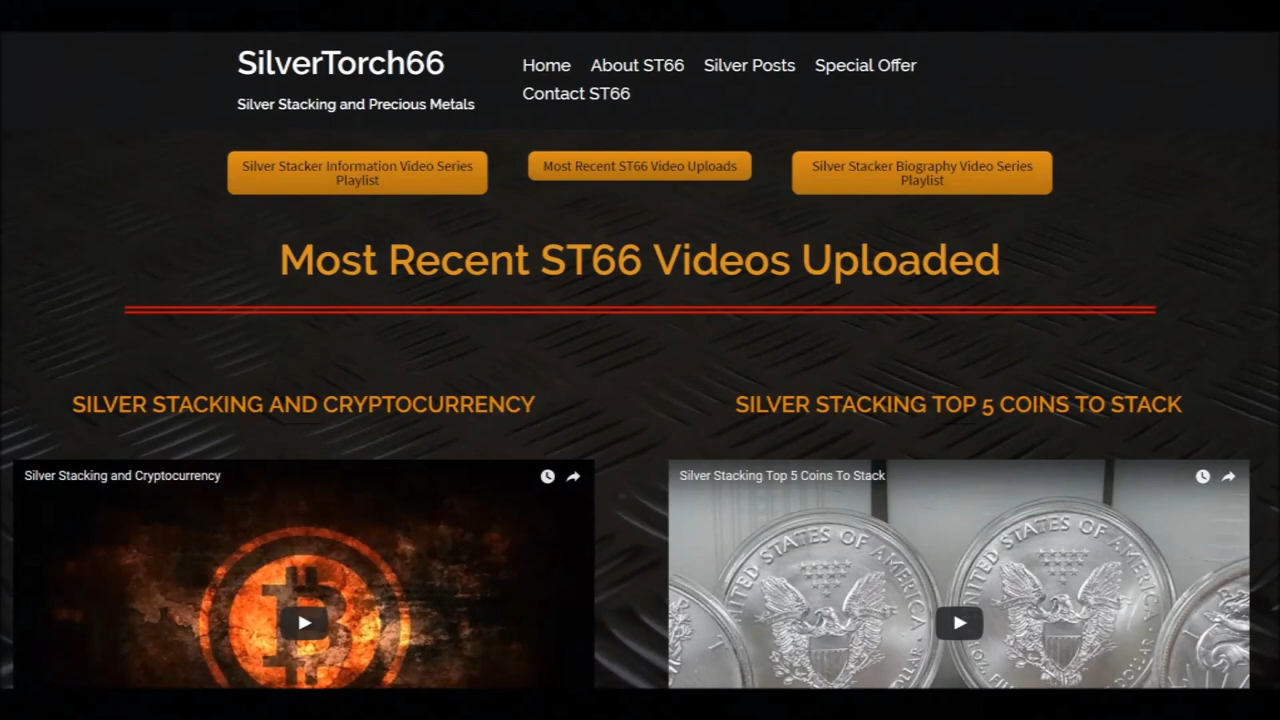 SilverTorch66
Silver Stacking and Precious Metals
Home About ST66 Silver Posts Special Offer
Contact ST66
Silver Stacker Information Video Series
Playlist
Most Recent ST66 Video Uploads
Silver Stacker Biography Video Series
Playlist
Most Recent ST66 Videos Uploaded
SILVER STACKING AND CRYPTOCURRENCY
SILVER STACKING TOP 5 COINS TO STACK
Silver Stacking and Cryptocurrency
Silver Stacking Top 5 Coins To Stack
UNITED STATES OF AMERICA
UNITED STATES OF AMERICA
DOLLAR
DOLLAR